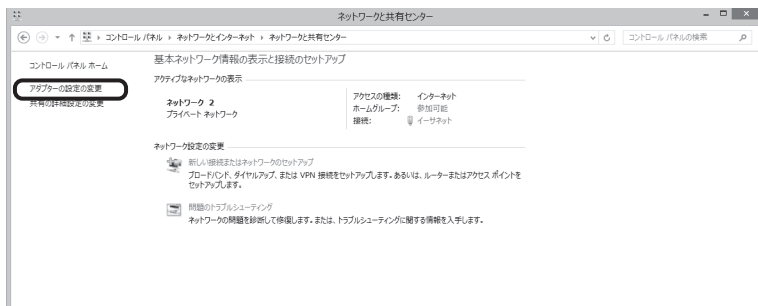 ネットワークと共有センター
コントロール パネル ▸ ネットワークとインターネット ▸ ネットワークと共有センター
コントロール パネルの検索
コントロール パネル ホーム
アダプターの設定の変更
共有の詳細設定の変更
基本ネットワーク情報の表示と接続のセットアップ
アクティブなネットワークの表示
ネットワーク 2
プライベート ネットワーク
アクセスの種類: インターネット
ホームグループ: 参加可能
接続: イーサネット
ネットワーク設定の変更
新しい接続またはネットワークのセットアップ
ブロードバンド、ダイヤルアップ、または VPN 接続をセットアップします。あるいは、ルーターまたはアクセス ポイントを
セットアップします。
問題のトラブルシューティング
ネットワークの問題を診断して修復します。または、トラブルシューティングに関する情報を入手します。